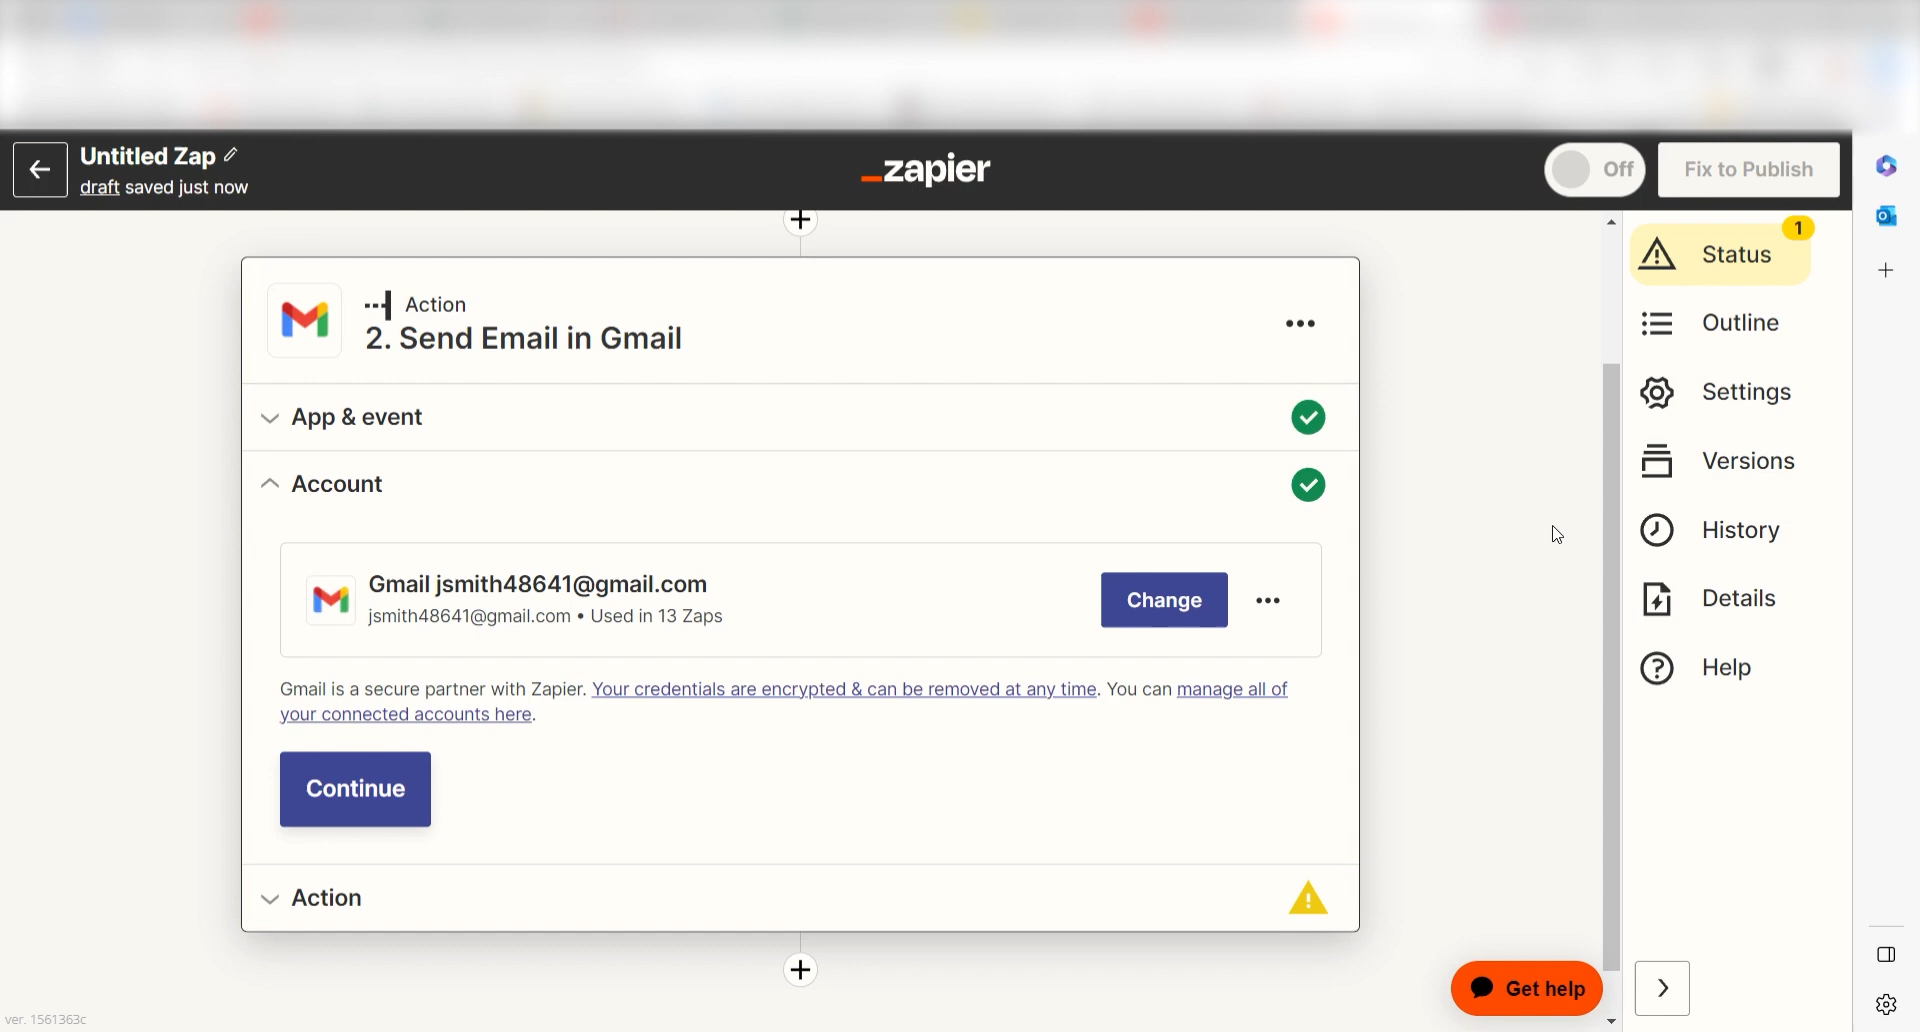 Untitled Zap
draft saved just now
zapier
Off
Fix to Publish
1
Status
Outline
Settings
Versions
History
Details
Help
Action
2. Send Email in Gmail
App & event
Account
Gmail jsmith48641@gmail.com
jsmith48641@gmail.com • Used in 13 Zaps
Change
Gmail is a secure partner with Zapier. Your credentials are encrypted & can be removed at any time. You can manage all of
your connected accounts here.
Continue
Action
Get help
ver. 1561363c